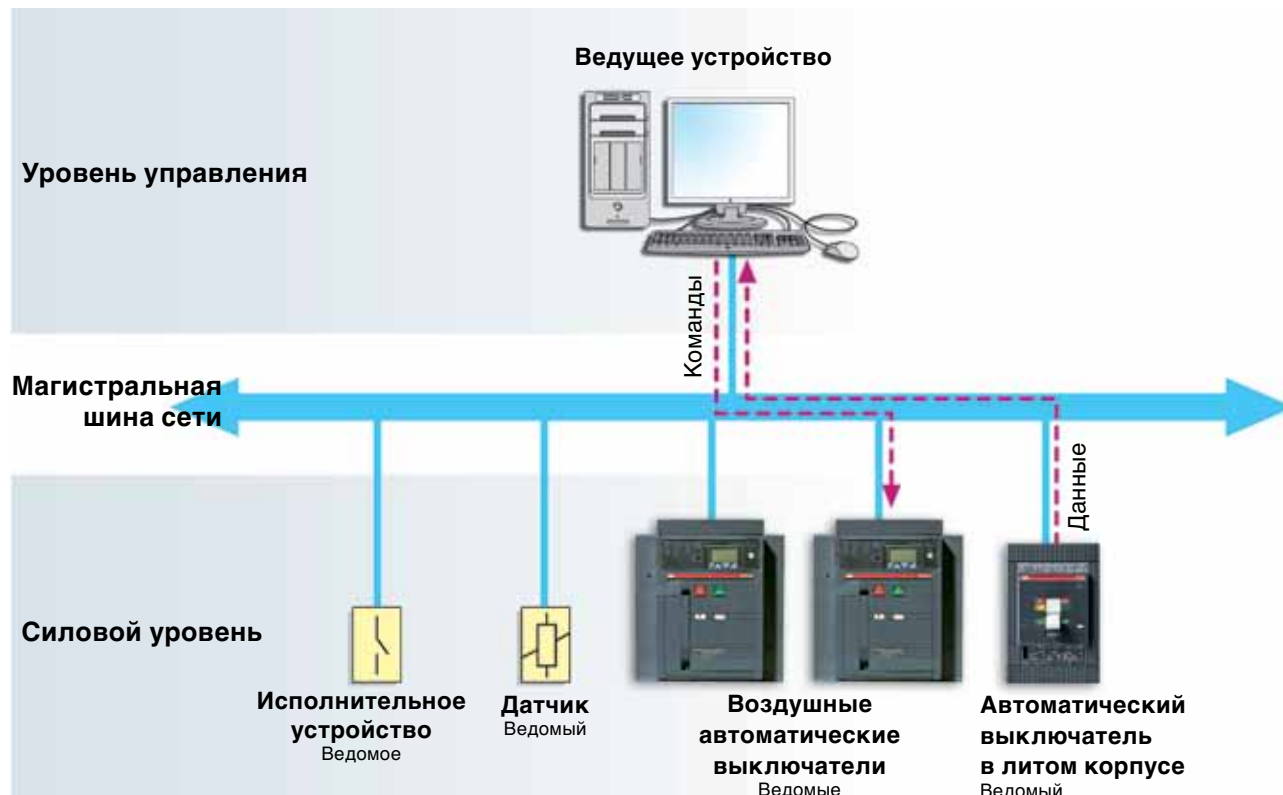 Ведущее устройство
Уровень управления
Команды
Магистральная
шина сети
Данные
Силовой уровень
Исполнительное
устройство
Ведомое
Датчик
Ведомый
Воздушные
автоматические
выключатели
Ведомые
Автоматический
выключатель
в литом корпусе
Ведомый